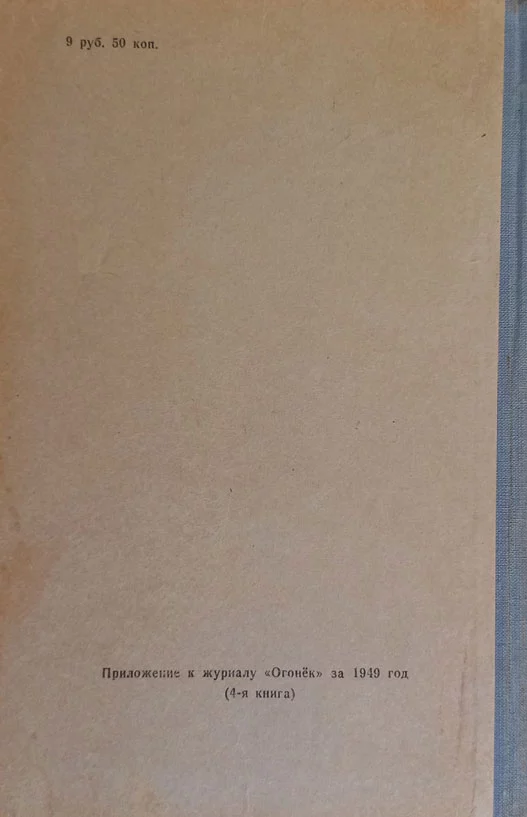 9 руб. 50 коп.
Приложение к журналу «Огонёк» за 1949 год
(4-я книга)